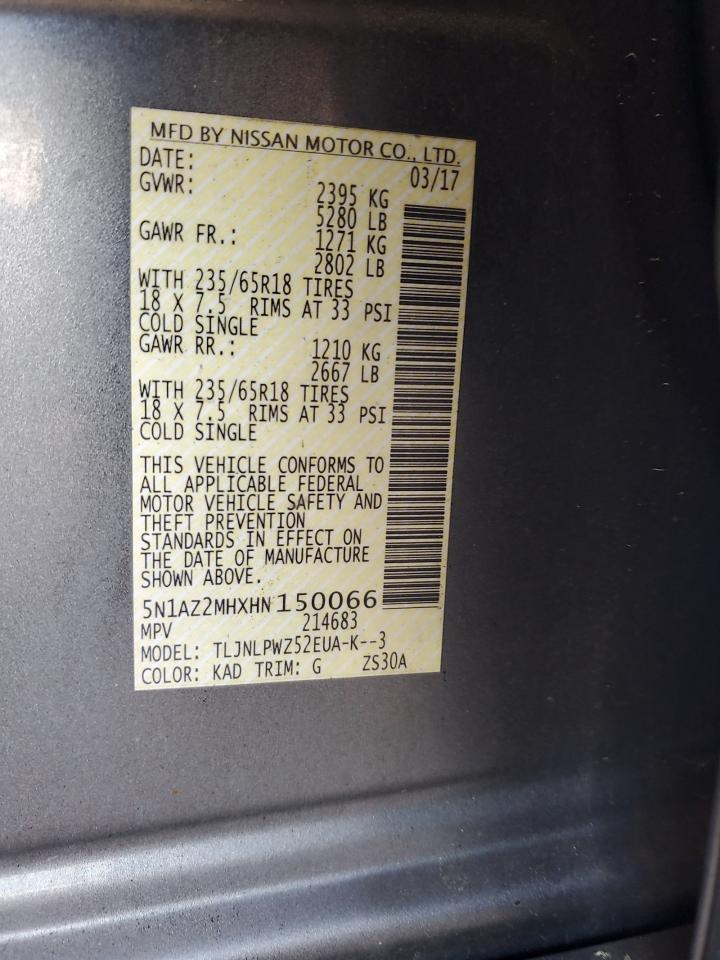 MFD BY NISSAN MOTOR CO., LTD.
DATE: 03/17
GVWR: 2395 KG
5280 LB
GAWR FR.: 1271 KG
2802 LB
WITH 235/65R18 TIRES
18 X 7.5 RIMS AT 33 PSI
COLD SINGLE
GAWR RR.: 1210 KG
2667 LB
WITH 235/65R18 TIRES
18 X 7.5 RIMS AT 33 PSI
COLD SINGLE
THIS VEHICLE CONFORMS TO
ALL APPLICABLE FEDERAL
MOTOR VEHICLE SAFETY AND
THEFT PREVENTION
STANDARDS IN EFFECT ON
THE DATE OF MANUFACTURE
SHOWN ABOVE.
5N1AZ2MHXHN150066
MPV 214683
MODEL: TLJNLPWZ52EUA-K--3
COLOR: KAD TRIM: G ZS30A